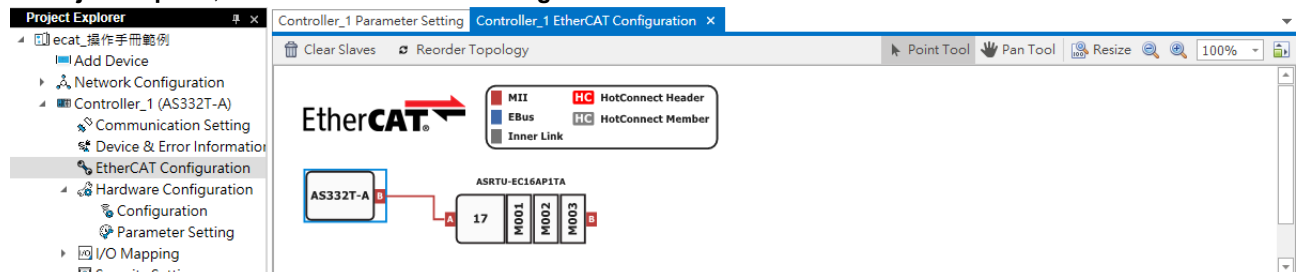 Project Explorer
ecat_操作手冊範例
Add Device
Network Configuration
Controller_1 (AS332T-A)
Communication Setting
Device & Error Information
EtherCAT Configuration
Hardware Configuration
Configuration
Parameter Setting
I/O Mapping
Controller_1 Parameter Setting
Controller_1 EtherCAT Configuration
Clear Slaves
Reorder Topology
Point Tool
Pan Tool
Resize
100%
EtherCAT®
MII
HC HotConnect Header
EBus
HC HotConnect Member
Inner Link
AS332T-A
B
ASRTU-EC16AP1TA
A
17
M001
M002
M003
B